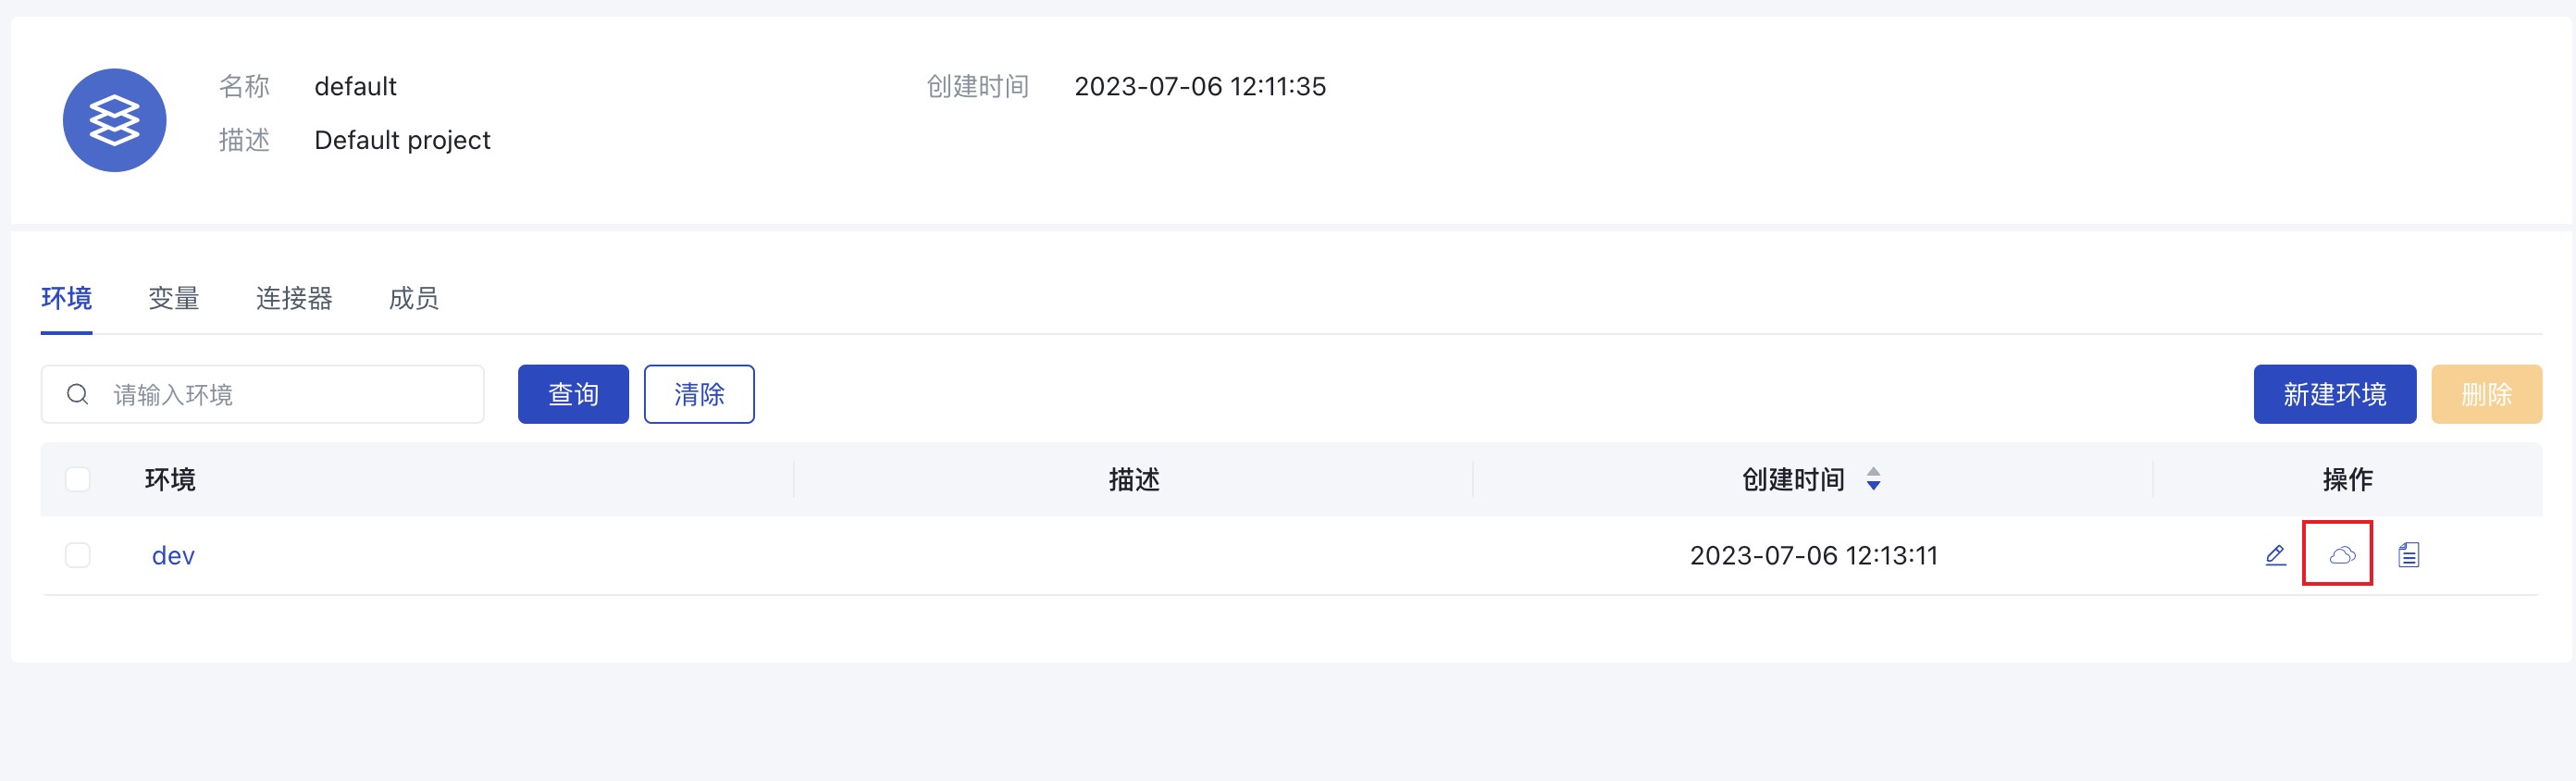 名称 default 创建时间 2023-07-06 12:11:35
描述 Default project
环境 变量 连接器 成员
请输入环境 查询 清除 新建环境 删除
环境 描述 创建时间 操作
dev 2023-07-06 12:13:11